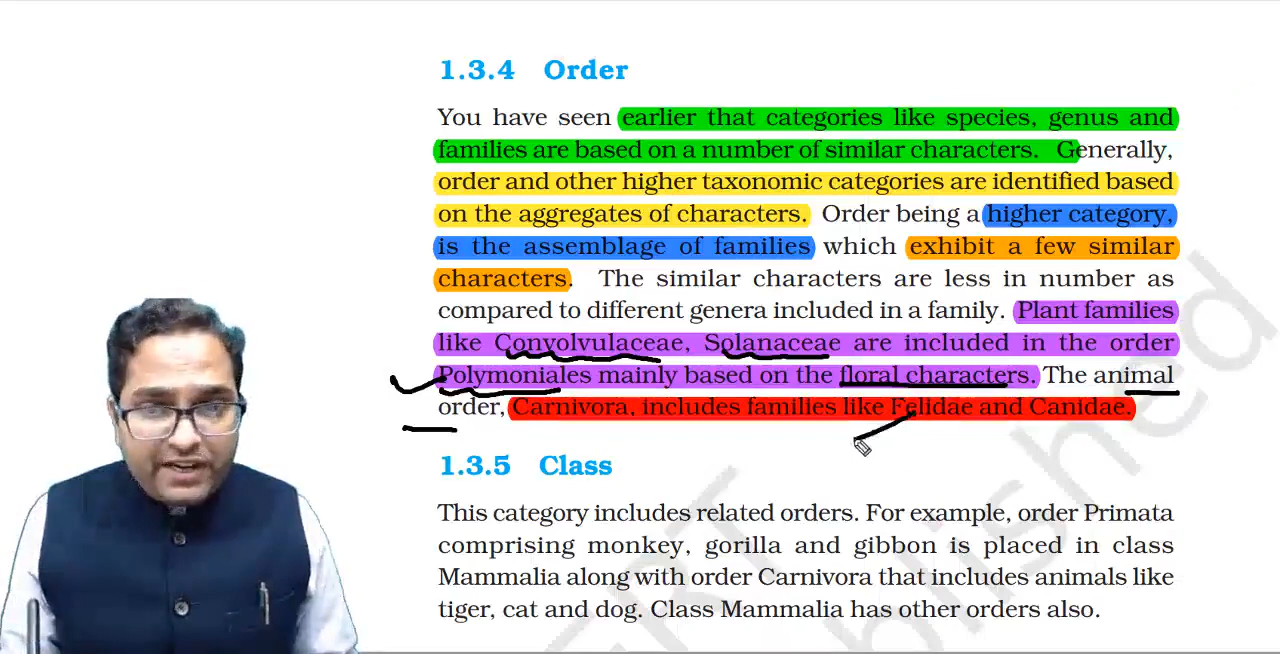 1.3.4 Order
You have seen earlier that categories like species, genus and
families are based on a number of similar characters. Generally,
order and other higher taxonomic categories are identified based
on the aggregates of characters. Order being a higher category,
is the assemblage of families which exhibit a few similar
characters. The similar characters are less in number as
compared to different genera included in a family. Plant families
like Convolvulaceae, Solanaceae are included in the order
Polymoniales mainly based on the floral characters. The animal
order, Carnivora, includes families like Felidae and Canidae.
1.3.5 Class
This category includes related orders. For example, order Primata
comprising monkey, gorilla and gibbon is placed in class
Mammalia along with order Carnivora that includes animals like
tiger, cat and dog. Class Mammalia has other orders also.